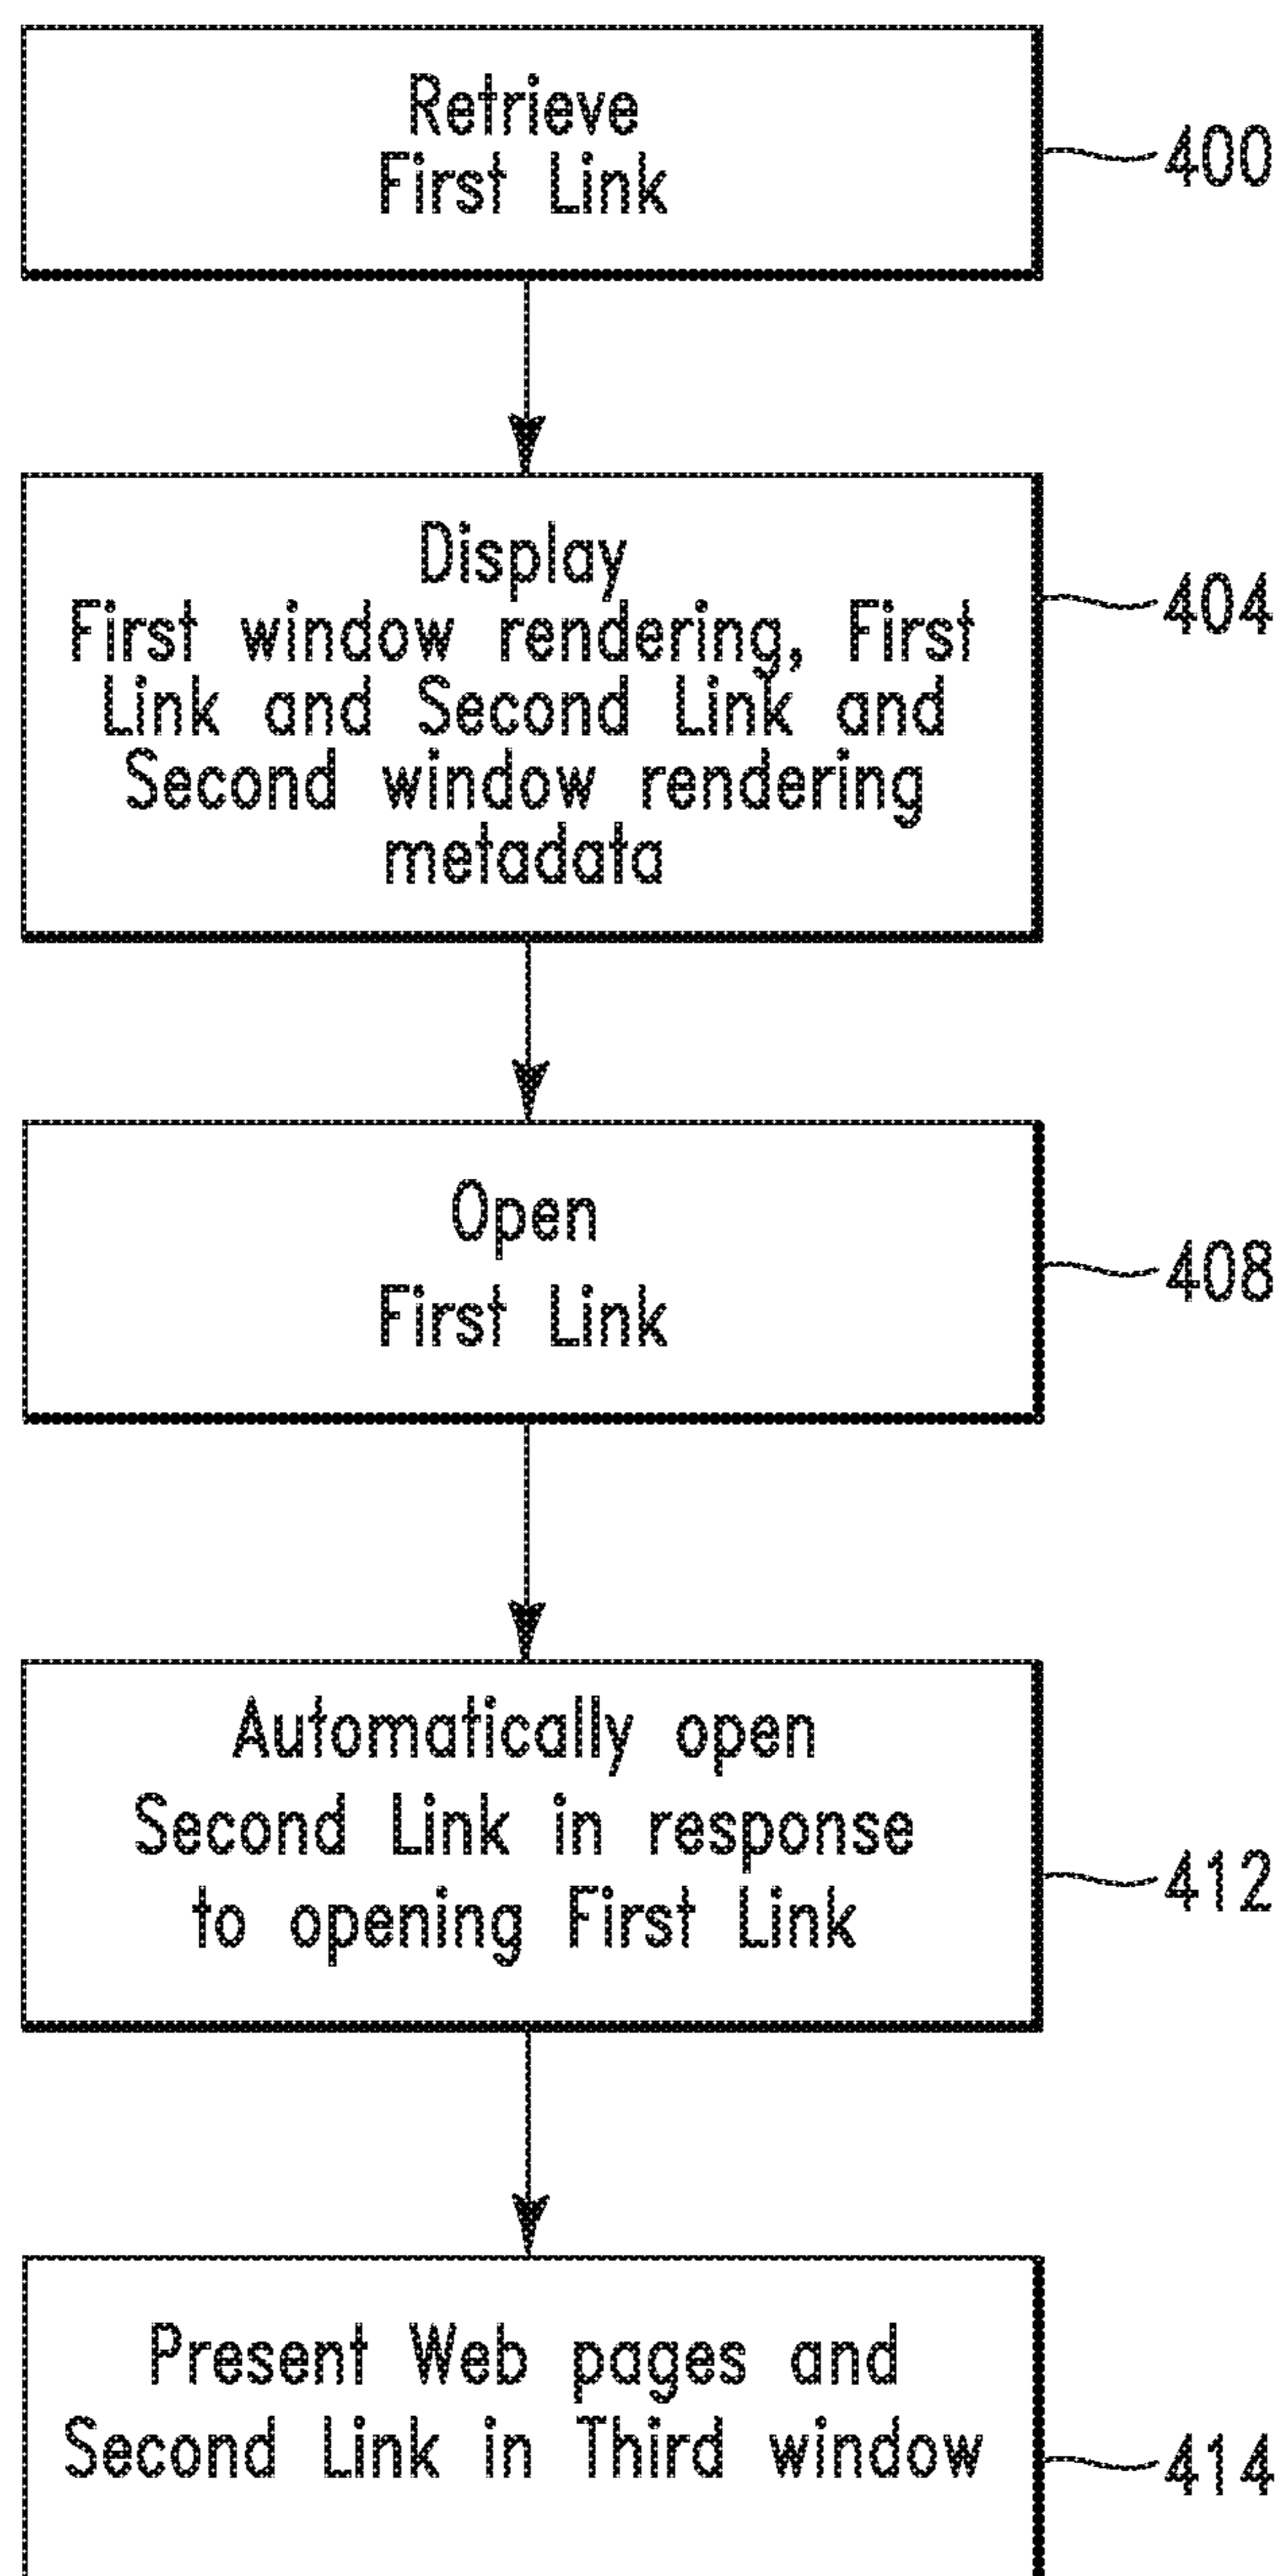 Retrieve
First Link
400
Display
First window rendering, First
Link and Second Link and
Second window rendering
metadata
404
Open
First Link
408
Automatically open
Second Link in response
to opening First Link
412
Present Web pages and
Second Link in Third window
414